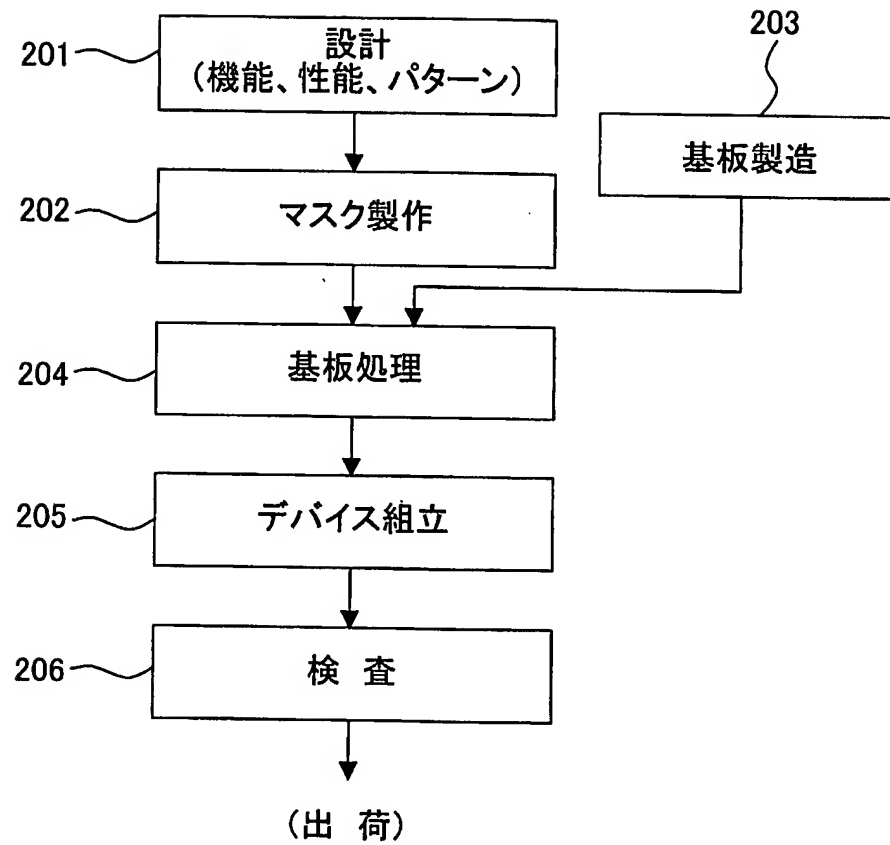 201
設計
(機能、性能、パターン)
203
基板製造
202
マスク製作
204
基板処理
205
デバイス組立
206
検 査
(出 荷)